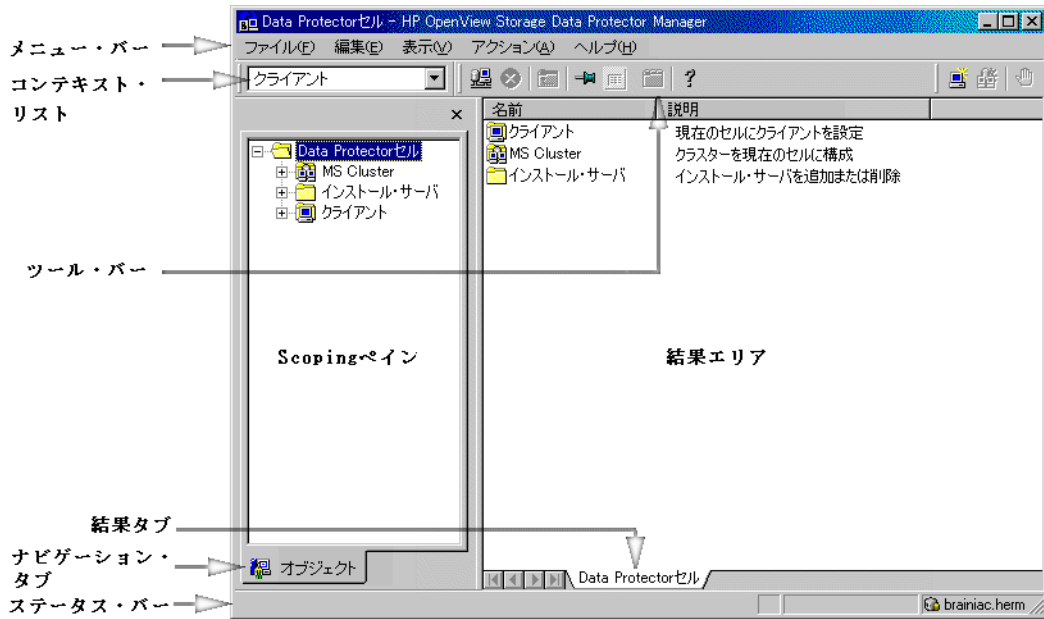 Data Protectorセル - HP OpenView Storage Data Protector Manager
メニュー・バー
ファイル(F) 編集(E) 表示(V) アクション(A) ヘルプ(H)
コンテキスト・
リスト
クライアント
?
名前 説明
クライアント 現在のセルにクライアントを設定
MS Cluster クラスターを現在のセルに構成
インストール・サーバ インストール・サーバを追加または削除
Data Protectorセル
MS Cluster
インストール・サーバ
クライアント
ツール・バー
Scopingペイン
結果エリア
結果タブ
ナビゲーション・
タブ
オブジェクト
Data Protectorセル
ステータス・バー
brainiac.herm